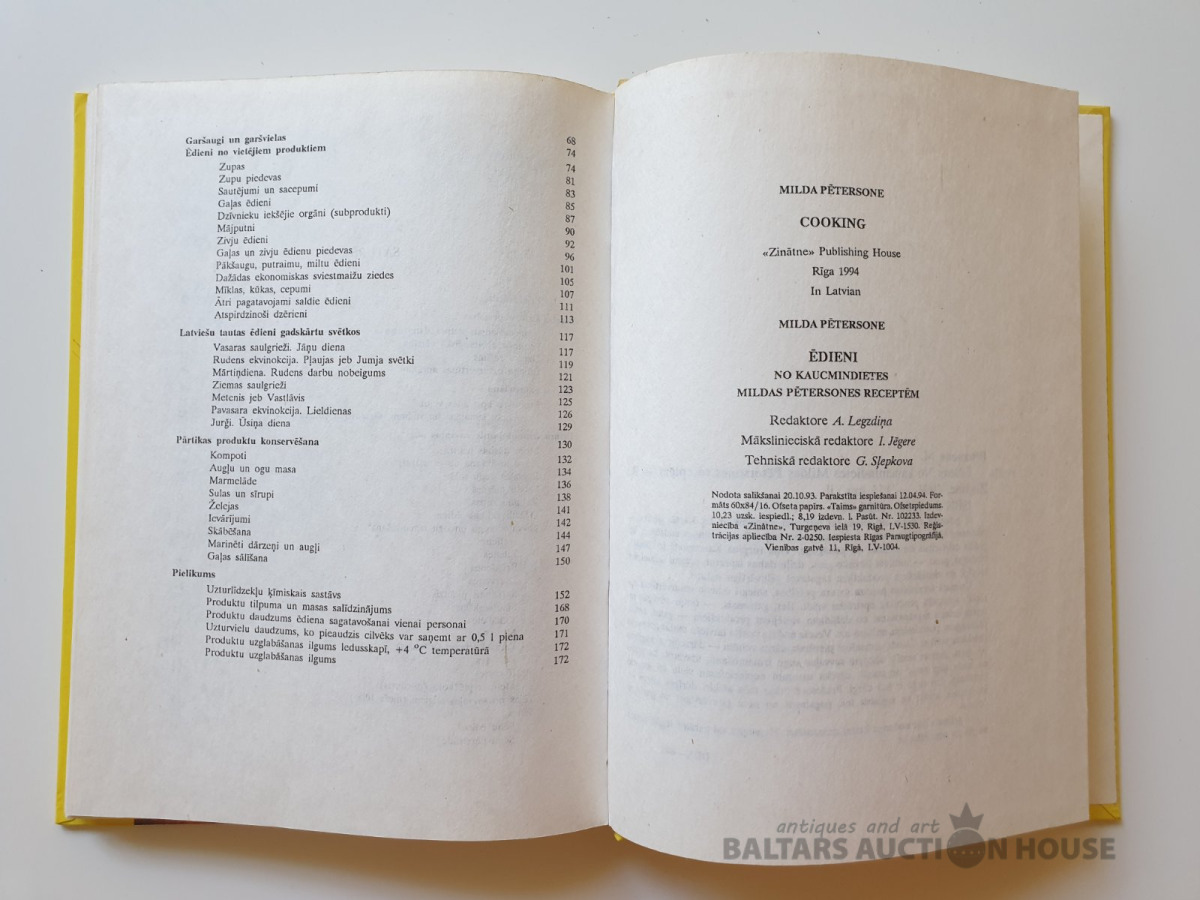 Garšaugi un garšvielas 68
Ēdieni no vietējiem produktiem 74
Zupas 74
Zupu piedevas 81
Sautējumi un sacepumi 83
Gaļas ēdieni 85
Dzīvnieku iekšējie orgāni (subprodukti) 87
Mājputni 90
Zivju ēdieni 92
Gaļas un zivju ēdienu piedevas 96
Pākšaugu, putraimu, miltu ēdieni 101
Dažādas ekonomiskas sviestmaižu ziedes 105
Mīklas, kūkas, cepumi 107
Ātri pagatavojami saldie ēdieni 111
Atspirdzinoši dzērieni 113
Latviešu tautas ēdieni gadskārtu svētkos 117
Vasaras saulgrieži. Jāņu diena 117
Rudens ekvinokcija. Pļaujas jeb Jumja svētki 119
Mārtiņdiena. Rudens darbu nobeigums 121
Ziemas saulgrieži 123
Metenis jeb Vastlāvis 125
Pavasara ekvinokcija. Lieldienas 126
Jurģi. Ūsiņa diena 129
Pārtikas produktu konservēšana 130
Kompoti 132
Augļu un ogu masa 134
Marmelāde 136
Sulas un sīrupi 138
Želejas 141
Ievārījumi 142
Skābēšana 144
Marinēti dārzeņi un augļi 147
Gaļas sālīšana 150
Pielikums
Uzturlīdzekļu ķīmiskais sastāvs 152
Produktu tilpuma un masas salīdzinājums 168
Produktu daudzums ēdiena sagatavošanai vienai personai 170
Uzturvielu daudzums, ko pieaudzis cilvēks var saņemt ar 0,5 l piena 171
Produktu uzglabāšanas ilgums ledusskapī, +4 °C temperatūrā 172
Produktu uzglabāšanas ilgums 172
MILDA PĒTERSONE
COOKING
«Zinātne» Publishing House
Rīga 1994
In Latvian
MILDA PĒTERSONE
ĒDIENI
NO KAUCMINDIETES
MILDAS PĒTERSONES RECEPTĒM
Redaktore A. Legzdiņa
Mākslinieciskā redaktore I. Jēgere
Tehniskā redaktore G. Sļepkova
Nodota salikšanai 20.10.93. Parakstīta iespiešanai 12.04.94. For-
māts 60x84/16. Ofseta papīrs. «Taims» garnitūra. Ofsetspiedums.
10,23 uzsk. iespiedl.; 8,19 izdevn. l. Pasūt. Nr. 102233. Izdev-
niecība «Zinātne», Turgeņeva ielā 19, Rīgā, LV-1530. Reģis-
trācijas apliecība Nr. 2-0250. Iespiesta Rīgas Paraugtipogrāfijā,
Vienības gatvē 11, Rīgā, LV-1004.
antiques and art
BALTARS AUCTION HOUSE